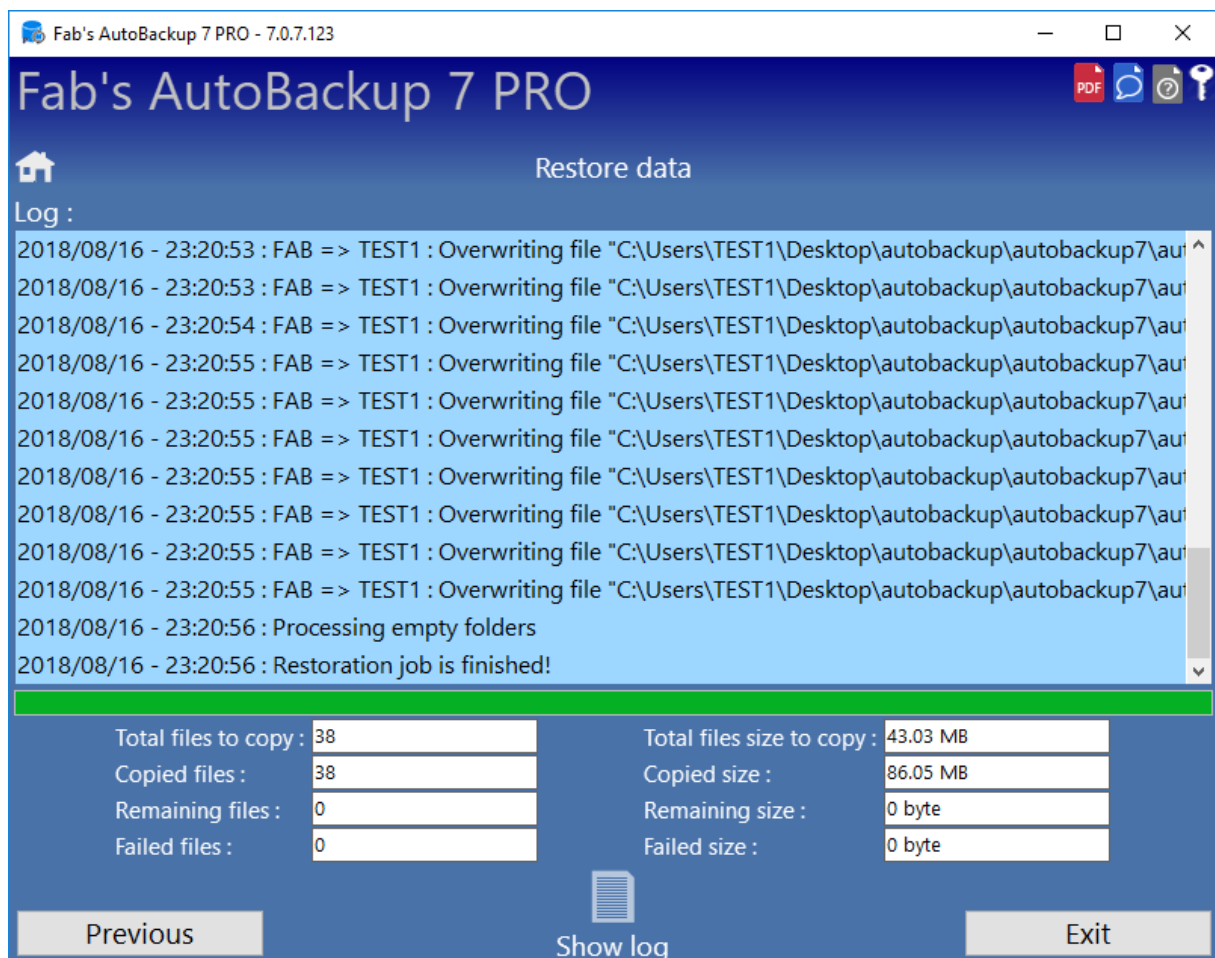 Fab's AutoBackup 7 PRO - 7.0.7.123
Fab's AutoBackup 7 PRO
PDF
?
Restore data
Log :
2018/08/16 - 23:20:53 : FAB => TEST1 : Overwriting file "C:\Users\TEST1\Desktop\autobackup\autobackup7\aut
2018/08/16 - 23:20:53 : FAB => TEST1 : Overwriting file "C:\Users\TEST1\Desktop\autobackup\autobackup7\aut
2018/08/16 - 23:20:54 : FAB => TEST1 : Overwriting file "C:\Users\TEST1\Desktop\autobackup\autobackup7\aut
2018/08/16 - 23:20:55 : FAB => TEST1 : Overwriting file "C:\Users\TEST1\Desktop\autobackup\autobackup7\aut
2018/08/16 - 23:20:55 : FAB => TEST1 : Overwriting file "C:\Users\TEST1\Desktop\autobackup\autobackup7\aut
2018/08/16 - 23:20:55 : FAB => TEST1 : Overwriting file "C:\Users\TEST1\Desktop\autobackup\autobackup7\aut
2018/08/16 - 23:20:55 : FAB => TEST1 : Overwriting file "C:\Users\TEST1\Desktop\autobackup\autobackup7\aut
2018/08/16 - 23:20:55 : FAB => TEST1 : Overwriting file "C:\Users\TEST1\Desktop\autobackup\autobackup7\aut
2018/08/16 - 23:20:55 : FAB => TEST1 : Overwriting file "C:\Users\TEST1\Desktop\autobackup\autobackup7\aut
2018/08/16 - 23:20:55 : FAB => TEST1 : Overwriting file "C:\Users\TEST1\Desktop\autobackup\autobackup7\aut
2018/08/16 - 23:20:56 : Processing empty folders
2018/08/16 - 23:20:56 : Restoration job is finished!
Total files to copy : 38 Total files size to copy : 43.03 MB
Copied files : 38 Copied size : 86.05 MB
Remaining files : 0 Remaining size : 0 byte
Failed files : 0 Failed size : 0 byte
Previous Show log Exit